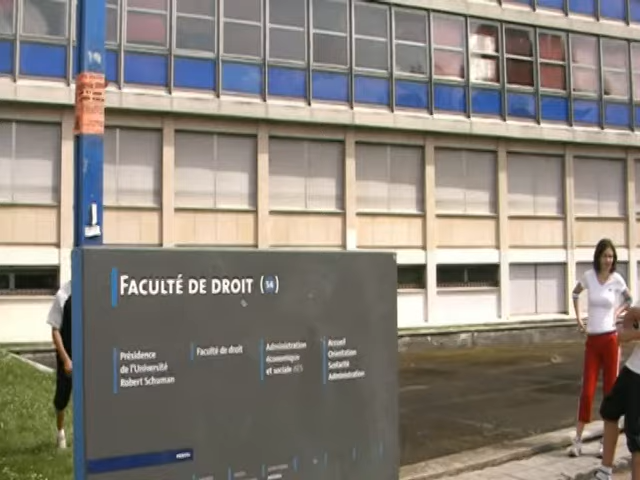 FACULTÉ DE DROIT (S4)
Présidence
de l'Université
Robert Schuman
Faculté de droit
Administration
économique
et sociale AES
Accueil
Orientation
Scolarité
Administration